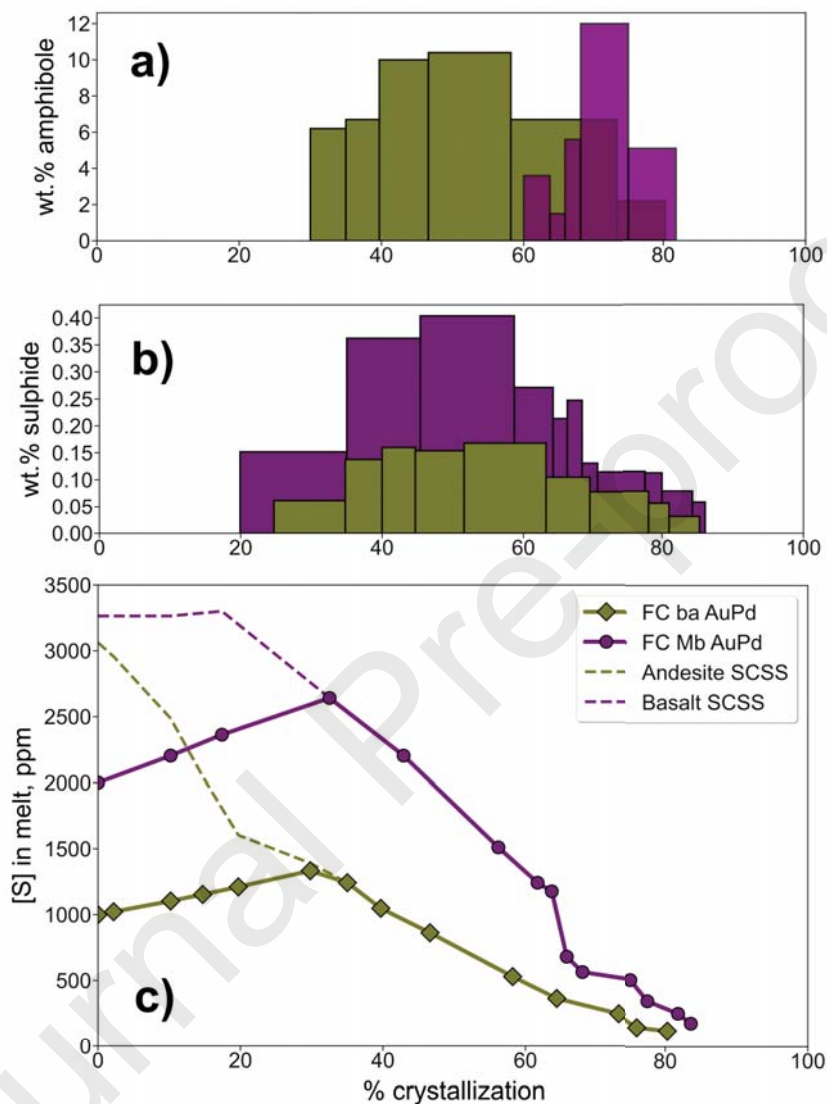 a)
wt.% amphibole
12
10
8
6
4
2
0
0 20 40 60 80 100
b)
wt.% sulphide
0.40
0.35
0.30
0.25
0.20
0.15
0.10
0.05
0.00
0 20 40 60 80 100
c)
[S] in melt, ppm
3500
3000
2500
2000
1500
1000
500
0
FC ba AuPd
FC Mb AuPd
Andesite SCSS
Basalt SCSS
0 20 40 60 80 100
% crystallization
urnal Pre-proo